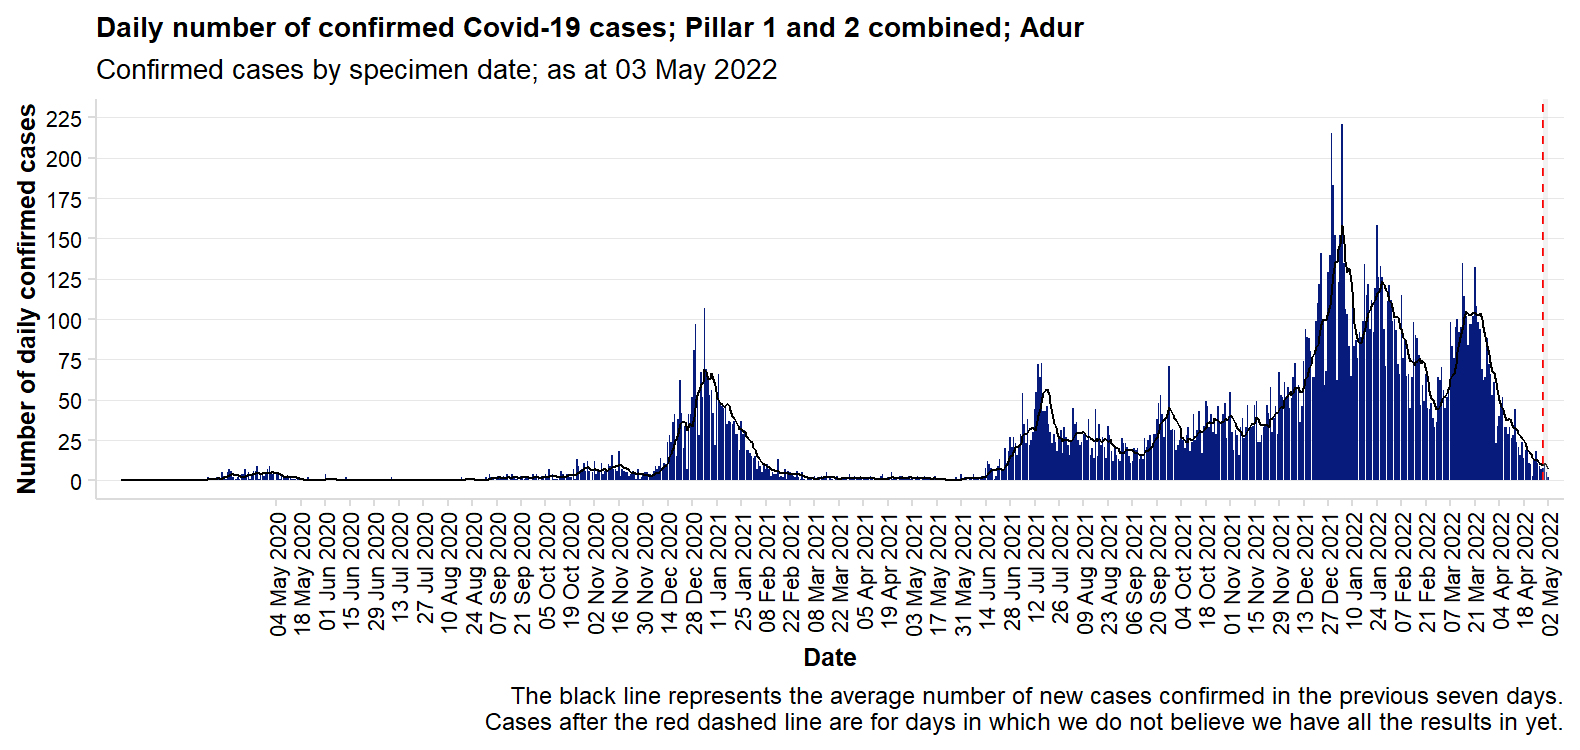 Daily number of confirmed Covid-19 cases; Pillar 1 and 2 combined; Adur
Confirmed cases by specimen date; as at 03 May 2022
Number of daily confirmed cases
225
200
175
150
125
100
75
50
25
0
04 May 2020
18 May 2020
01 Jun 2020
15 Jun 2020
29 Jun 2020
13 Jul 2020
27 Jul 2020
10 Aug 2020
24 Aug 2020
07 Sep 2020
21 Sep 2020
05 Oct 2020
19 Oct 2020
02 Nov 2020
16 Nov 2020
30 Nov 2020
14 Dec 2020
28 Dec 2020
11 Jan 2021
25 Jan 2021
08 Feb 2021
22 Feb 2021
08 Mar 2021
22 Mar 2021
05 Apr 2021
19 Apr 2021
03 May 2021
17 May 2021
31 May 2021
14 Jun 2021
28 Jun 2021
12 Jul 2021
26 Jul 2021
09 Aug 2021
23 Aug 2021
06 Sep 2021
20 Sep 2021
04 Oct 2021
18 Oct 2021
01 Nov 2021
15 Nov 2021
29 Nov 2021
13 Dec 2021
27 Dec 2021
10 Jan 2022
24 Jan 2022
07 Feb 2022
21 Feb 2022
07 Mar 2022
21 Mar 2022
04 Apr 2022
18 Apr 2022
02 May 2022
Date
The black line represents the average number of new cases confirmed in the previous seven days.
Cases after the red dashed line are for days in which we do not believe we have all the results in yet.